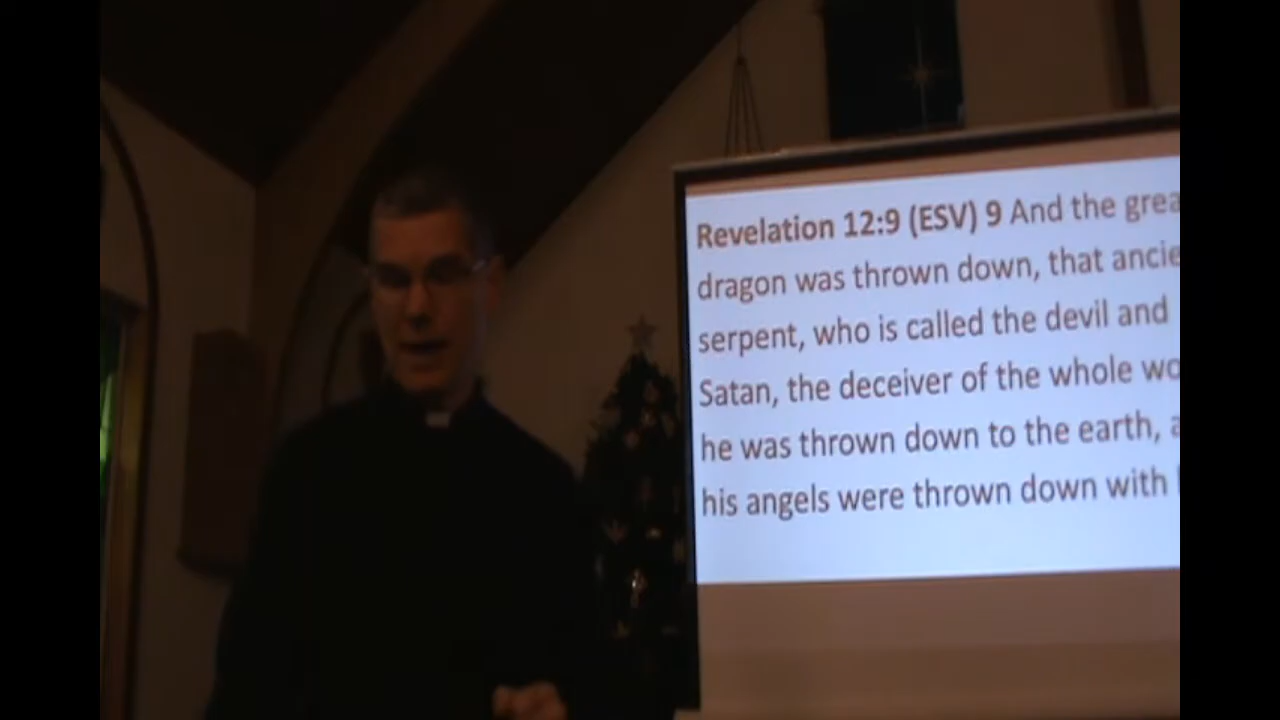 Revelation 12:9 (ESV) 9 And the grea
dragon was thrown down, that ancie
serpent, who is called the devil and
Satan, the deceiver of the whole wo
he was thrown down to the earth, a
his angels were thrown down with